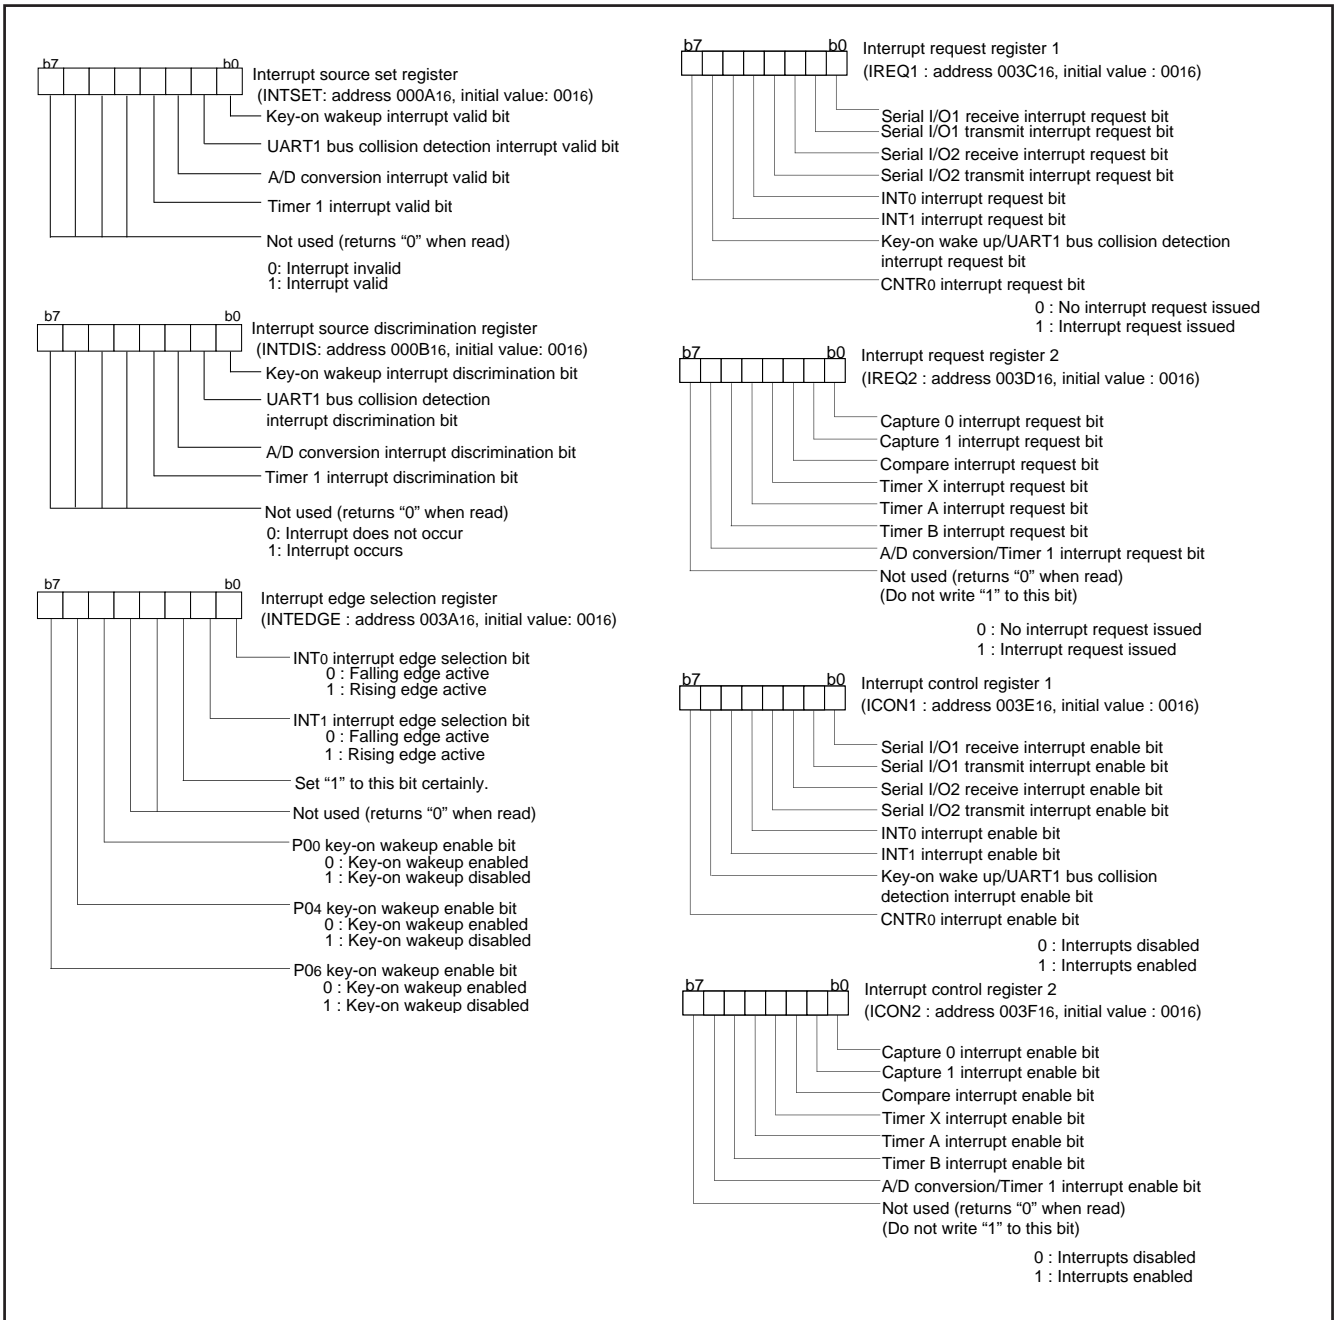 b7 b0
Interrupt source set register
(INTSET: address 000A16, initial value: 0016)
Key-on wakeup interrupt valid bit
UART1 bus collision detection interrupt valid bit
A/D conversion interrupt valid bit
Timer 1 interrupt valid bit
Not used (returns “0” when read)
0: Interrupt invalid
1: Interrupt valid
b7 b0
Interrupt source discrimination register
(INTDIS: address 000B16, initial value: 0016)
Key-on wakeup interrupt discrimination bit
UART1 bus collision detection
interrupt discrimination bit
A/D conversion interrupt discrimination bit
Timer 1 interrupt discrimination bit
Not used (returns “0” when read)
0: Interrupt does not occur
1: Interrupt occurs
b7 b0
Interrupt edge selection register
(INTEDGE : address 003A16, initial value: 0016)
INT0 interrupt edge selection bit
0 : Falling edge active
1 : Rising edge active
INT1 interrupt edge selection bit
0 : Falling edge active
1 : Rising edge active
Set “1” to this bit certainly.
Not used (returns “0” when read)
P00 key-on wakeup enable bit
0 : Key-on wakeup enabled
1 : Key-on wakeup disabled
P04 key-on wakeup enable bit
0 : Key-on wakeup enabled
1 : Key-on wakeup disabled
P06 key-on wakeup enable bit
0 : Key-on wakeup enabled
1 : Key-on wakeup disabled
b7 b0
Interrupt request register 1
(IREQ1 : address 003C16, initial value : 0016)
Serial I/O1 receive interrupt request bit
Serial I/O1 transmit interrupt request bit
Serial I/O2 receive interrupt request bit
Serial I/O2 transmit interrupt request bit
INT0 interrupt request bit
INT1 interrupt request bit
Key-on wake up/UART1 bus collision detection
interrupt request bit
CNTR0 interrupt request bit
0 : No interrupt request issued
1 : Interrupt request issued
b7 b0
Interrupt request register 2
(IREQ2 : address 003D16, initial value : 0016)
Capture 0 interrupt request bit
Capture 1 interrupt request bit
Compare interrupt request bit
Timer X interrupt request bit
Timer A interrupt request bit
Timer B interrupt request bit
A/D conversion/Timer 1 interrupt request bit
Not used (returns “0” when read)
(Do not write “1” to this bit)
0 : No interrupt request issued
1 : Interrupt request issued
b7 b0
Interrupt control register 1
(ICON1 : address 003E16, initial value : 0016)
Serial I/O1 receive interrupt enable bit
Serial I/O1 transmit interrupt enable bit
Serial I/O2 receive interrupt enable bit
Serial I/O2 transmit interrupt enable bit
INT0 interrupt enable bit
INT1 interrupt enable bit
Key-on wake up/UART1 bus collision
detection interrupt enable bit
CNTR0 interrupt enable bit
0 : Interrupts disabled
1 : Interrupts enabled
b7 b0
Interrupt control register 2
(ICON2 : address 003F16, initial value : 0016)
Capture 0 interrupt enable bit
Capture 1 interrupt enable bit
Compare interrupt enable bit
Timer X interrupt enable bit
Timer A interrupt enable bit
Timer B interrupt enable bit
A/D conversion/Timer 1 interrupt enable bit
Not used (returns “0” when read)
(Do not write “1” to this bit)
0 : Interrupts disabled
1 : Interrupts enabled